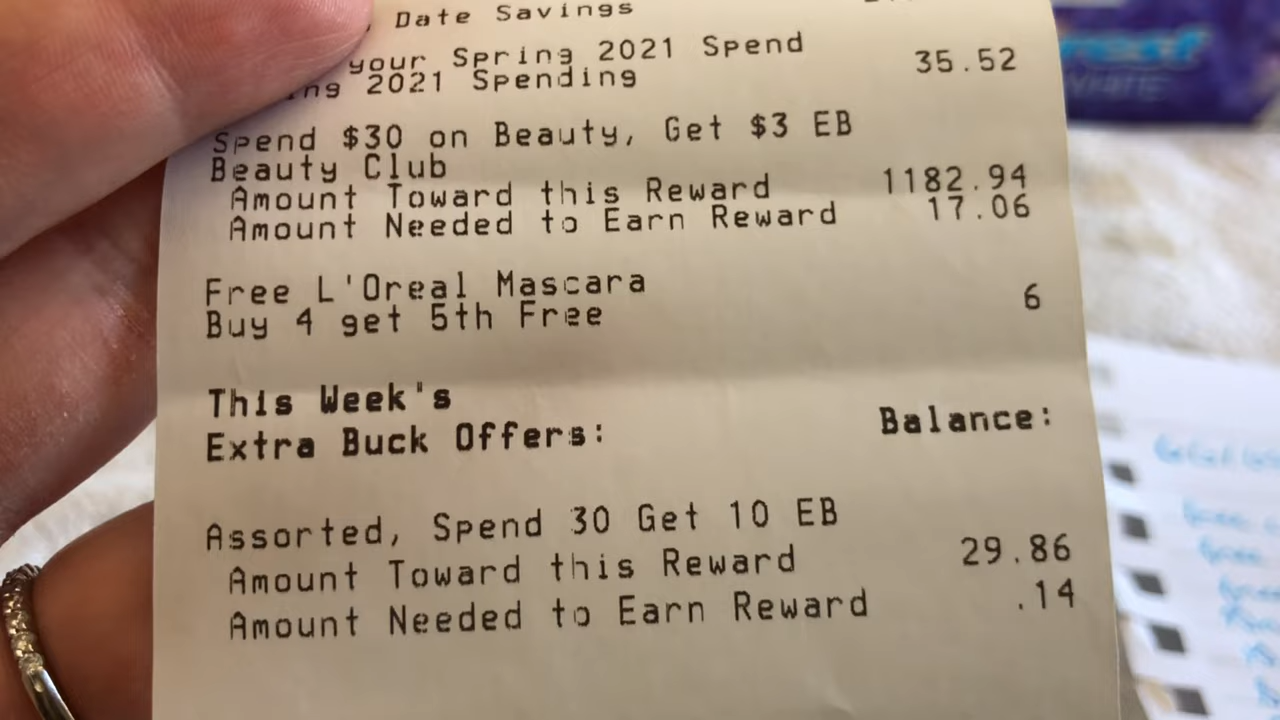 Date Savings
your Spring 2021 Spend
ng 2021 Spending 35.52
Spend $30 on Beauty, Get $3 EB
Beauty Club
Amount Toward this Reward 1182.94
Amount Needed to Earn Reward 17.06
Free L'Oreal Mascara
Buy 4 get 5th Free 6
This Week's
Extra Buck Offers: Balance:
Assorted, Spend 30 Get 10 EB
Amount Toward this Reward 29.86
Amount Needed to Earn Reward .14
WHITE